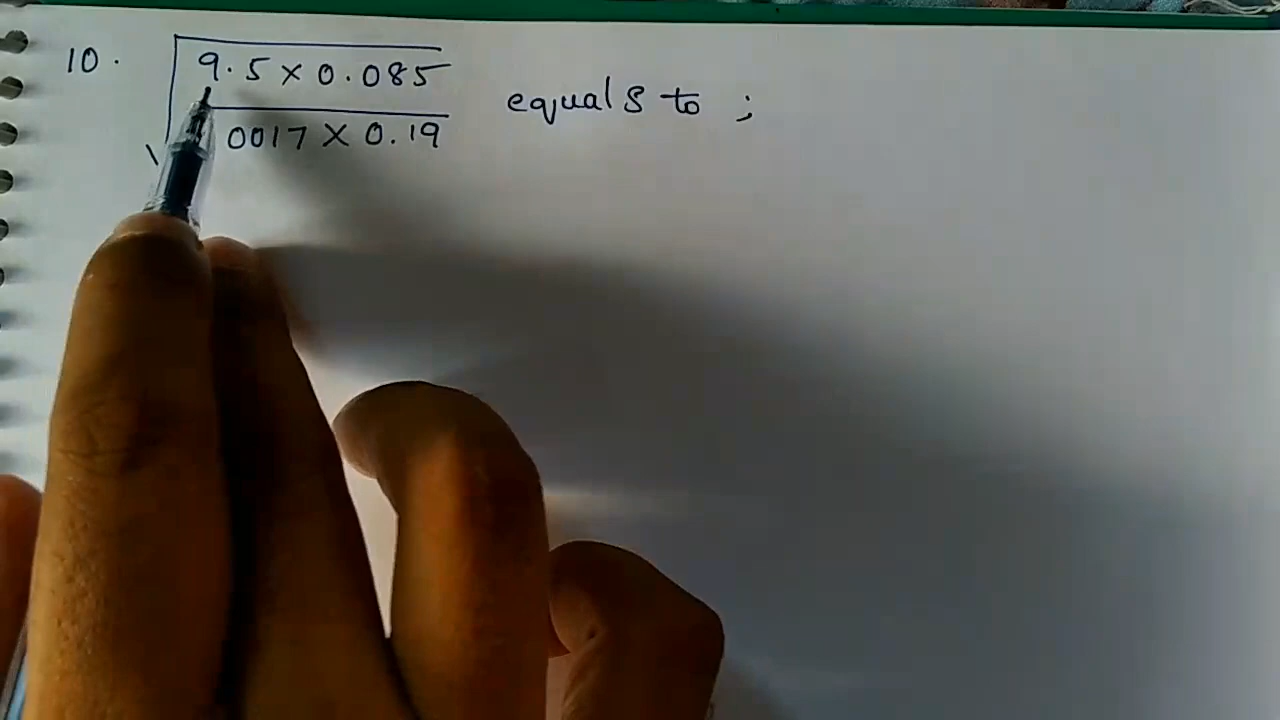 10. √9.5 × 0.085 equals to ;
0017 × 0.19